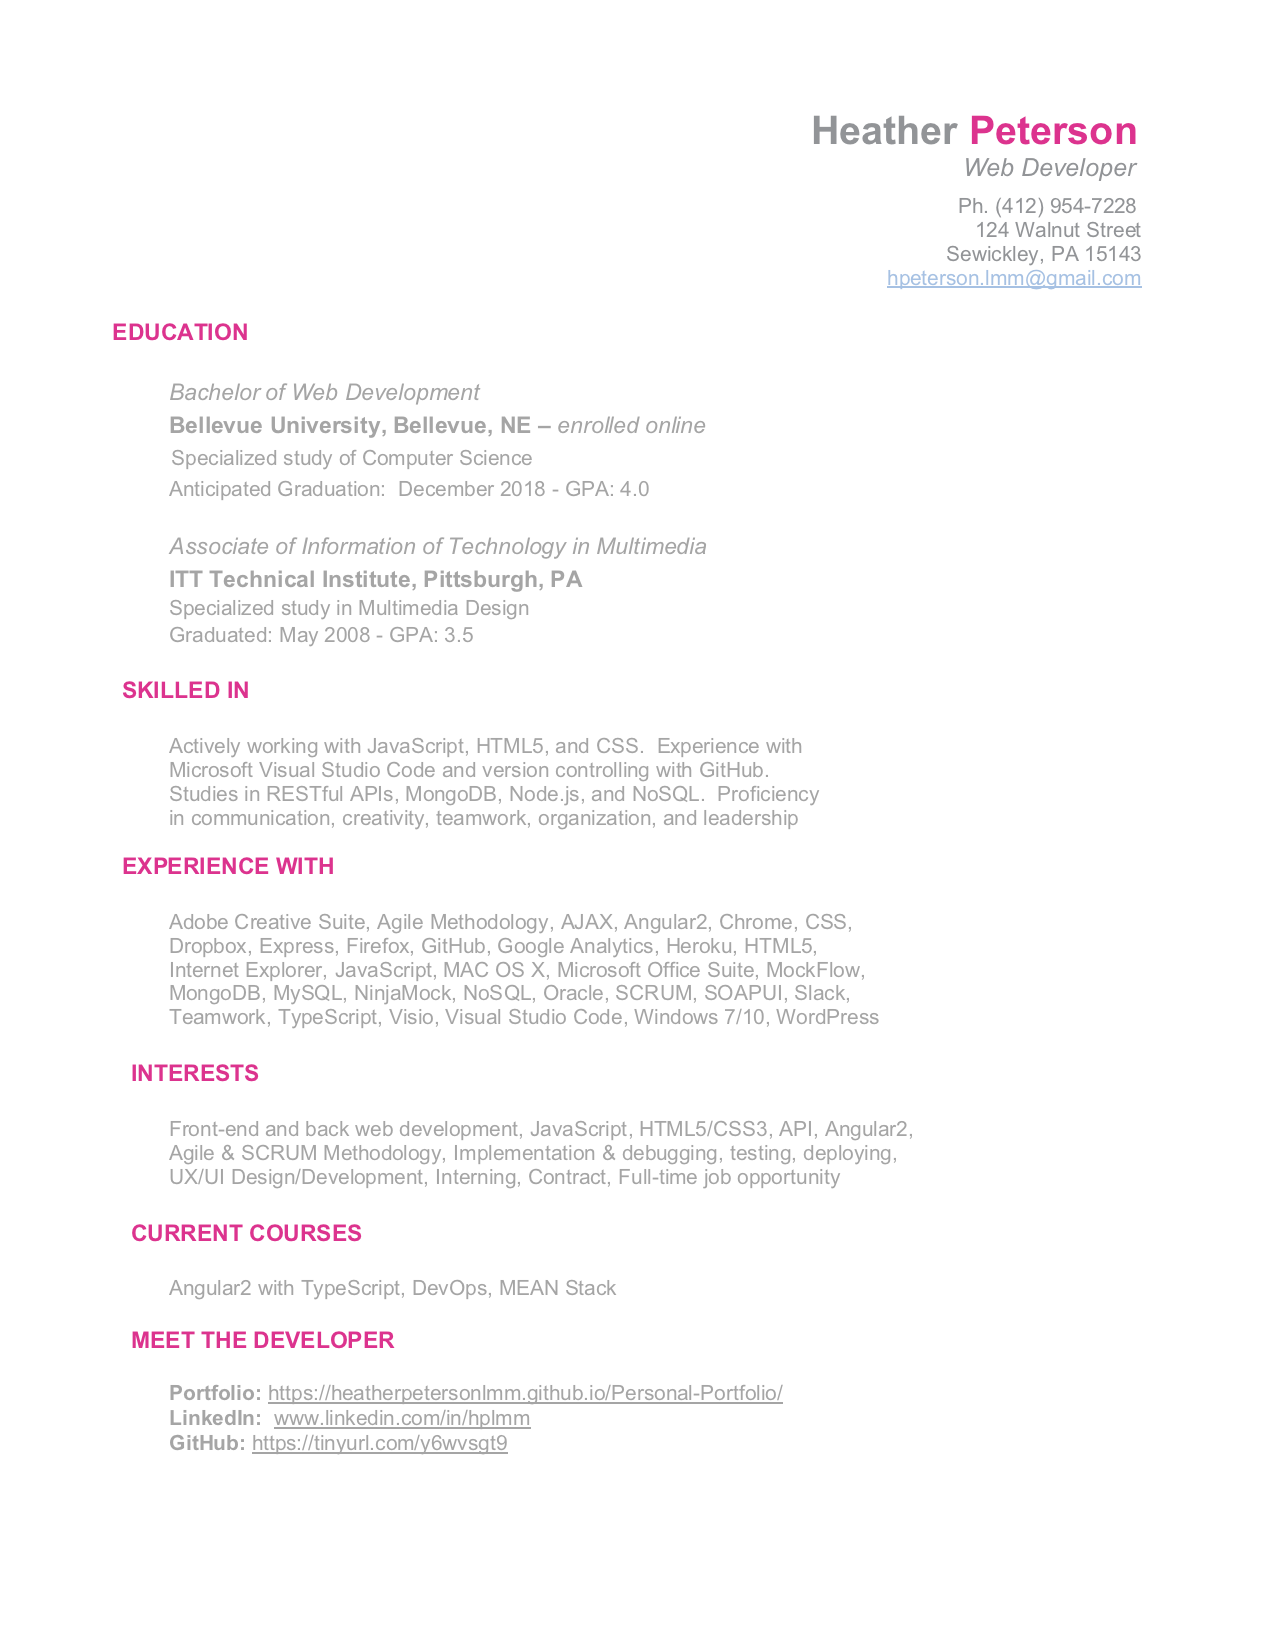 Heather Peterson
Web Developer
Ph. (412) 954-7228
124 Walnut Street
Sewickley, PA 15143
hpeterson.lmm@gmail.com
EDUCATION
Bachelor of Web Development
Bellevue University, Bellevue, NE – enrolled online
Specialized study of Computer Science
Anticipated Graduation:  December 2018 - GPA: 4.0
Associate of Information of Technology in Multimedia
ITT Technical Institute, Pittsburgh, PA
Specialized study in Multimedia Design
Graduated: May 2008 - GPA: 3.5
SKILLED IN
Actively working with JavaScript, HTML5, and CSS.  Experience with
Microsoft Visual Studio Code and version controlling with GitHub.
Studies in RESTful APIs, MongoDB, Node.js, and NoSQL.  Proficiency
in communication, creativity, teamwork, organization, and leadership
EXPERIENCE WITH
Adobe Creative Suite, Agile Methodology, AJAX, Angular2, Chrome, CSS,
Dropbox, Express, Firefox, GitHub, Google Analytics, Heroku, HTML5,
Internet Explorer, JavaScript, MAC OS X, Microsoft Office Suite, MockFlow,
MongoDB, MySQL, NinjaMock, NoSQL, Oracle, SCRUM, SOAPUI, Slack,
Teamwork, TypeScript, Visio, Visual Studio Code, Windows 7/10, WordPress
INTERESTS
Front-end and back web development, JavaScript, HTML5/CSS3, API, Angular2,
Agile & SCRUM Methodology, Implementation & debugging, testing, deploying,
UX/UI Design/Development, Interning, Contract, Full-time job opportunity
CURRENT COURSES
Angular2 with TypeScript, DevOps, MEAN Stack
MEET THE DEVELOPER
Portfolio: https://heatherpetersonlmm.github.io/Personal-Portfolio/
LinkedIn:  www.linkedin.com/in/hplmm
GitHub: https://tinyurl.com/y6wvsgt9